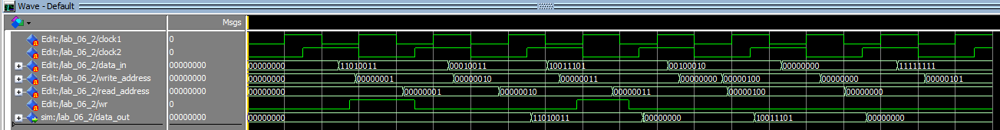 Wave - Default
Msgs
Edit:/lab_06_2/clock1 0
Edit:/lab_06_2/clock2 0
Edit:/lab_06_2/data_in 00000000 00000000 11010011 00010011 10011101 00100010 00000000 11111111
Edit:/lab_06_2/write_address 00000000 00000000 00000001 00000010 00000011 00000000 00000100 00000000 00000101
Edit:/lab_06_2/read_address 00000000 00000000 00000001 00000010 00000011 00000100 00000000
Edit:/lab_06_2/wr 0
sim:/lab_06_2/data_out 00000000 00000000 11010011 00000000 10011101 00000000